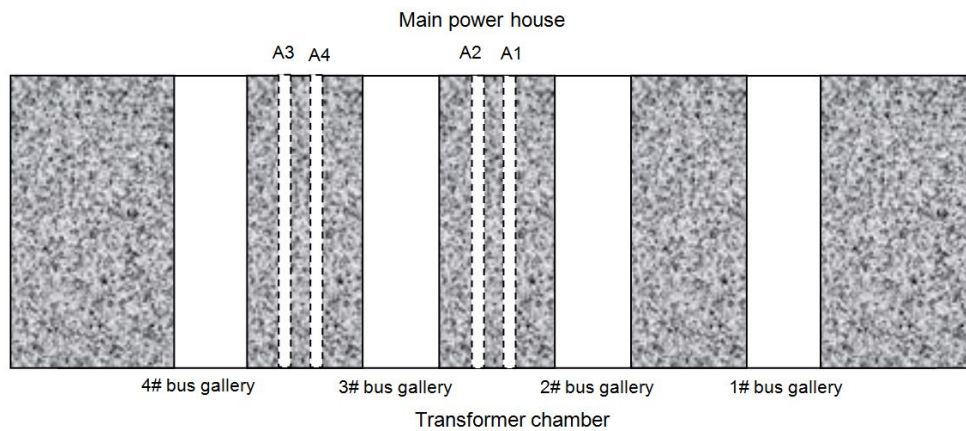 Main power house
A3 A4 A2 A1
4# bus gallery 3# bus gallery 2# bus gallery 1# bus gallery
Transformer chamber